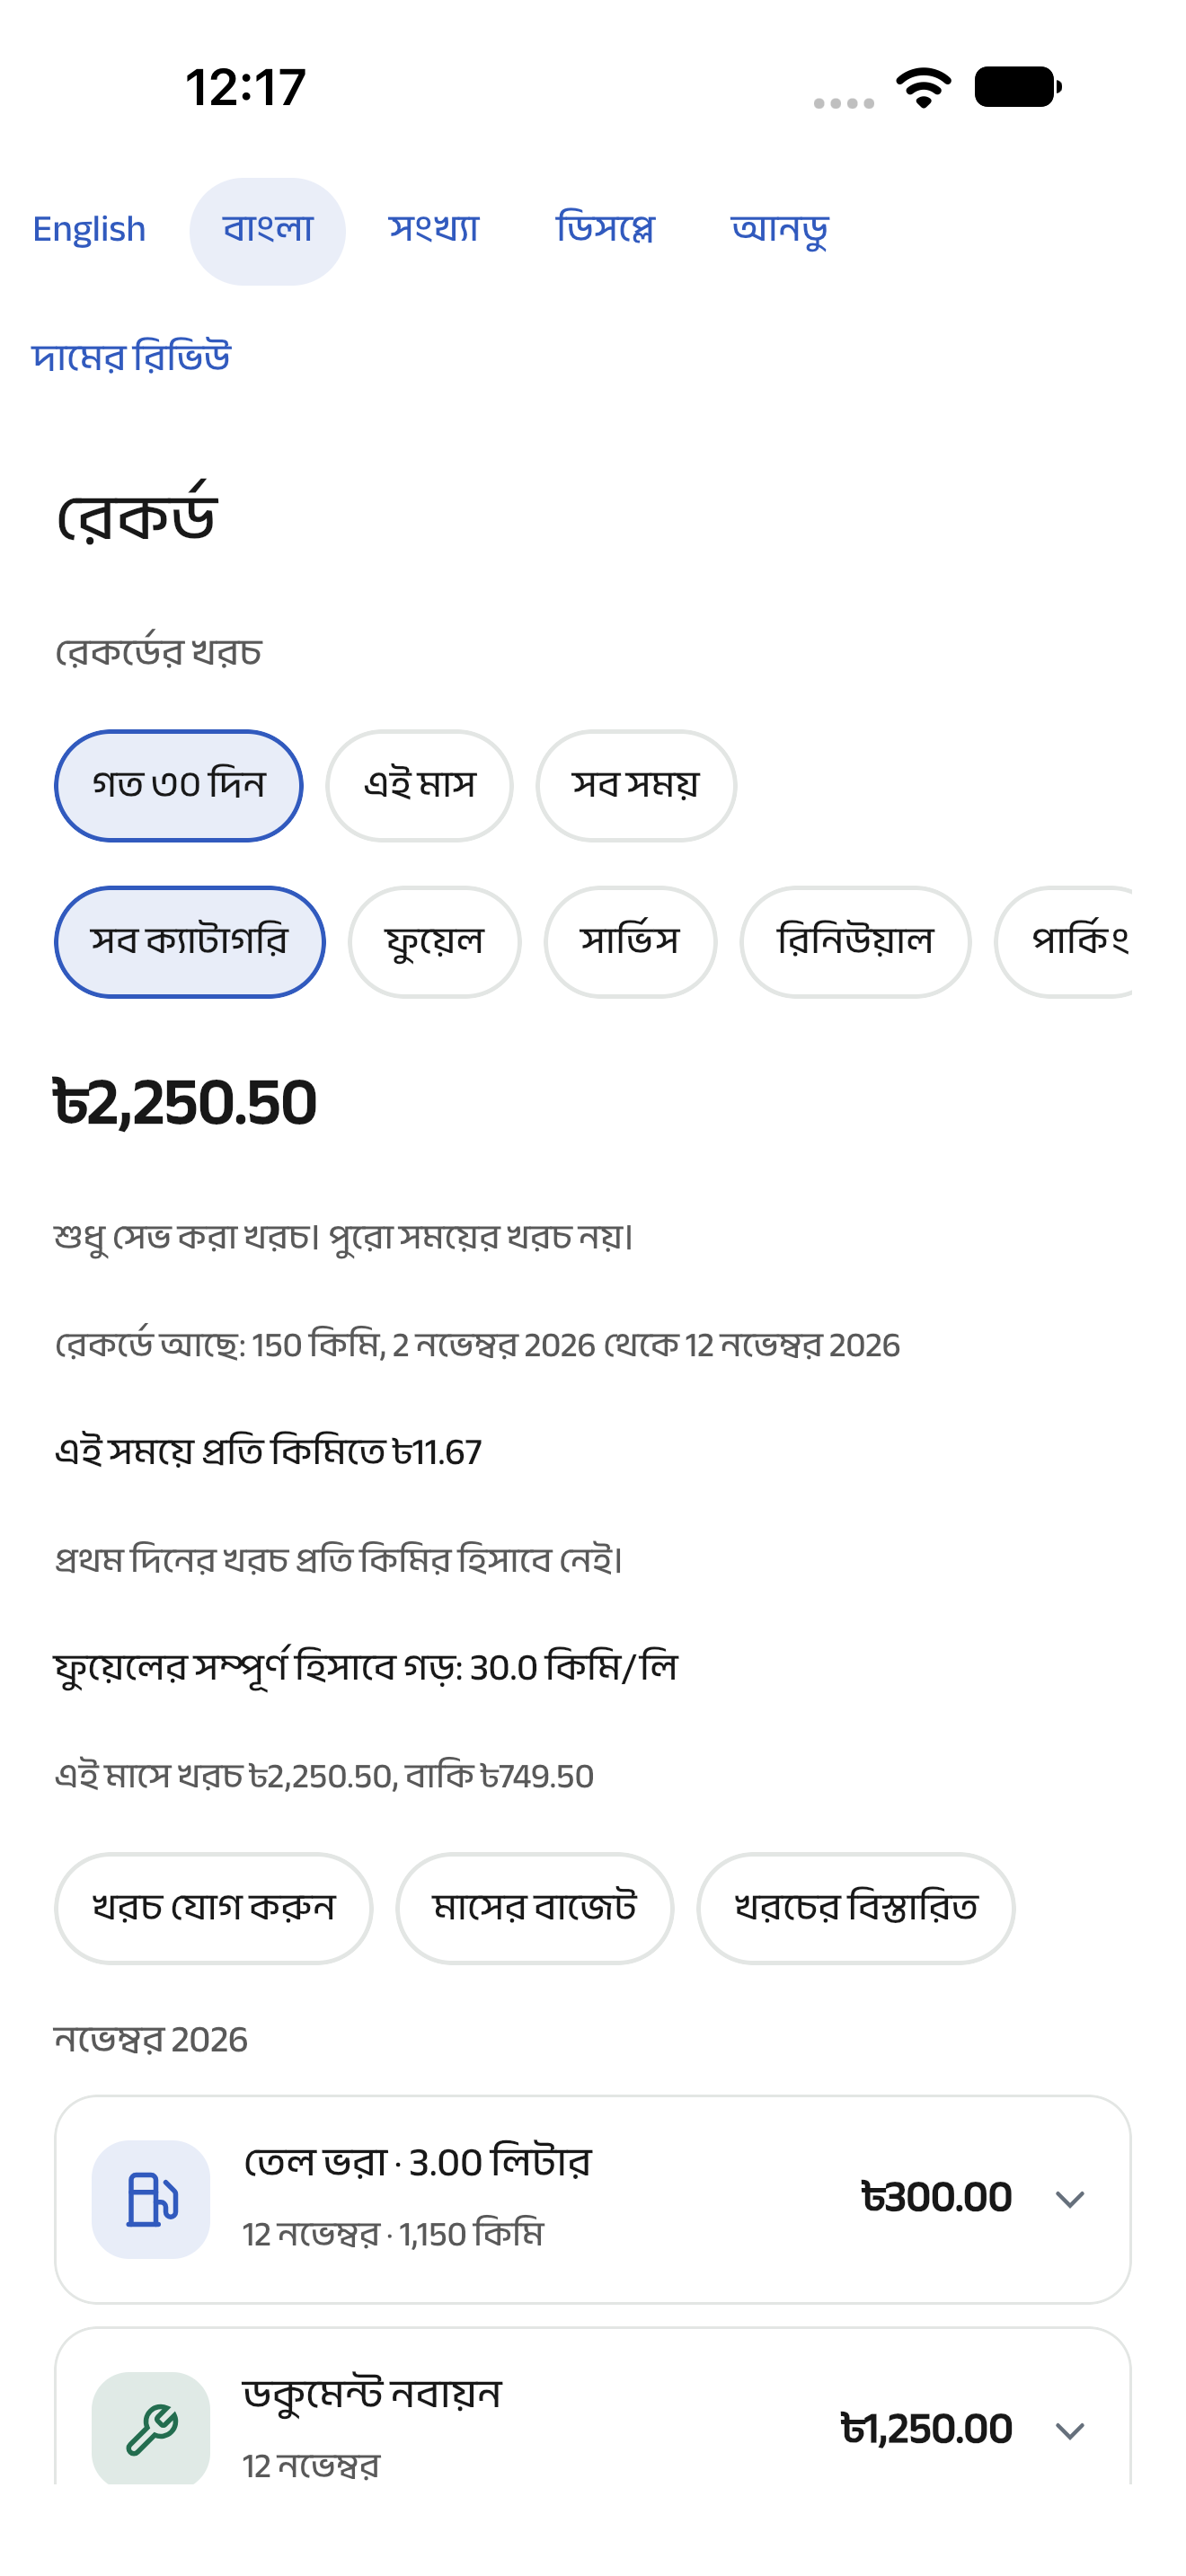 12:17
English বাংলা সংখ্যা ডিসপ্লে আনডু
দামের রিভিউ
রেকর্ড
রেকর্ডের খরচ
গত ৩০ দিন এই মাস সব সময়
সব ক্যাটাগরি ফুয়েল সার্ভিস রিনিউয়াল পার্কিং
৳2,250.50
শুধু সেভ করা খরচ। পুরো সময়ের খরচ নয়।
রেকর্ডে আছে: 150 কিমি, 2 নভেম্বর 2026 থেকে 12 নভেম্বর 2026
এই সময়ে প্রতি কিমিতে ৳11.67
প্রথম দিনের খরচ প্রতি কিমির হিসাবে নেই।
ফুয়েলের সম্পূর্ণ হিসাবে গড়: 30.0 কিমি/লি
এই মাসে খরচ ৳2,250.50, বাকি ৳749.50
খরচ যোগ করুন মাসের বাজেট খরচের বিস্তারিত
নভেম্বর 2026
তেল ভরা · 3.00 লিটার
৳300.00
12 নভেম্বর · 1,150 কিমি
ডকুমেন্ট নবায়ন
৳1,250.00
12 নভেম্বর